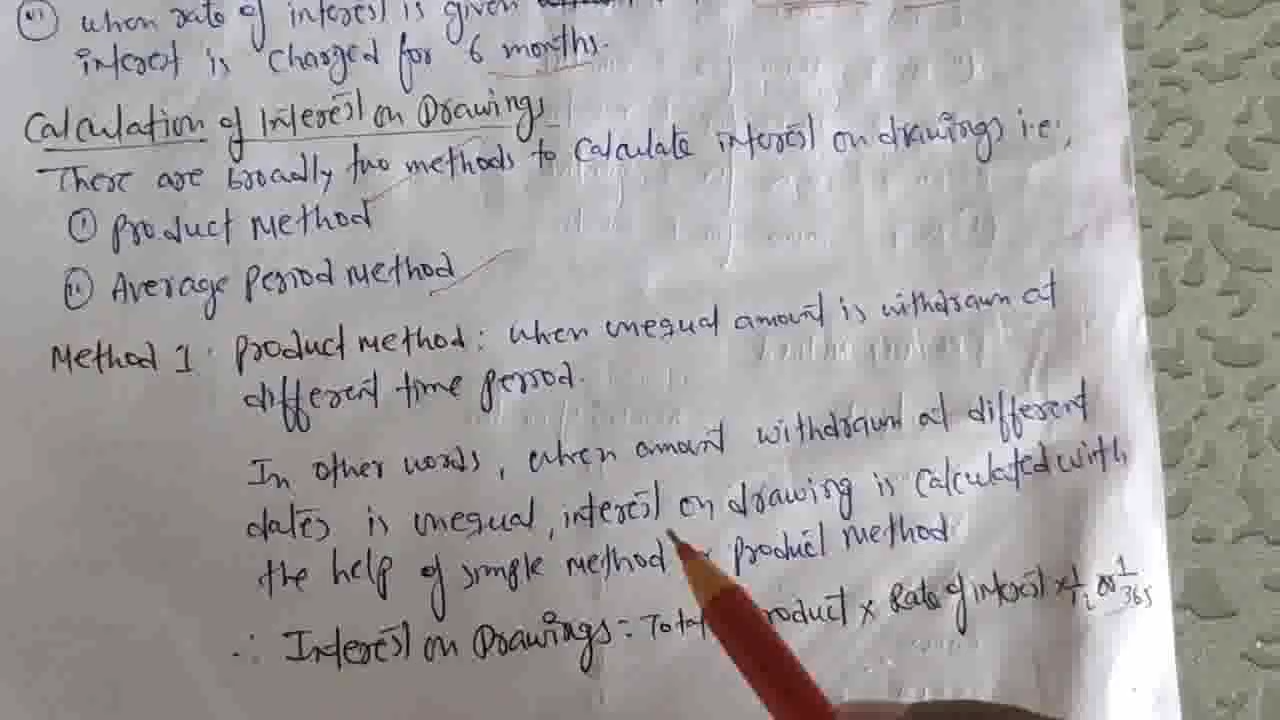 (vi) when rate of interest is given
interest is charged for 6 months.
Calculation of Interest on Drawings
There are broadly two methods to calculate interest on drawings i.e.,
(i) Product Method
(ii) Average Period Method
Method 1: Product method: when unequal amount is withdrawn at
different time period.
In other words, when amount withdrawn at different
dates is unequal, interest on drawing is calculated with
the help of simple method product method
∴ Interest on Drawings = Total Product x Rate of interest x or 1/365